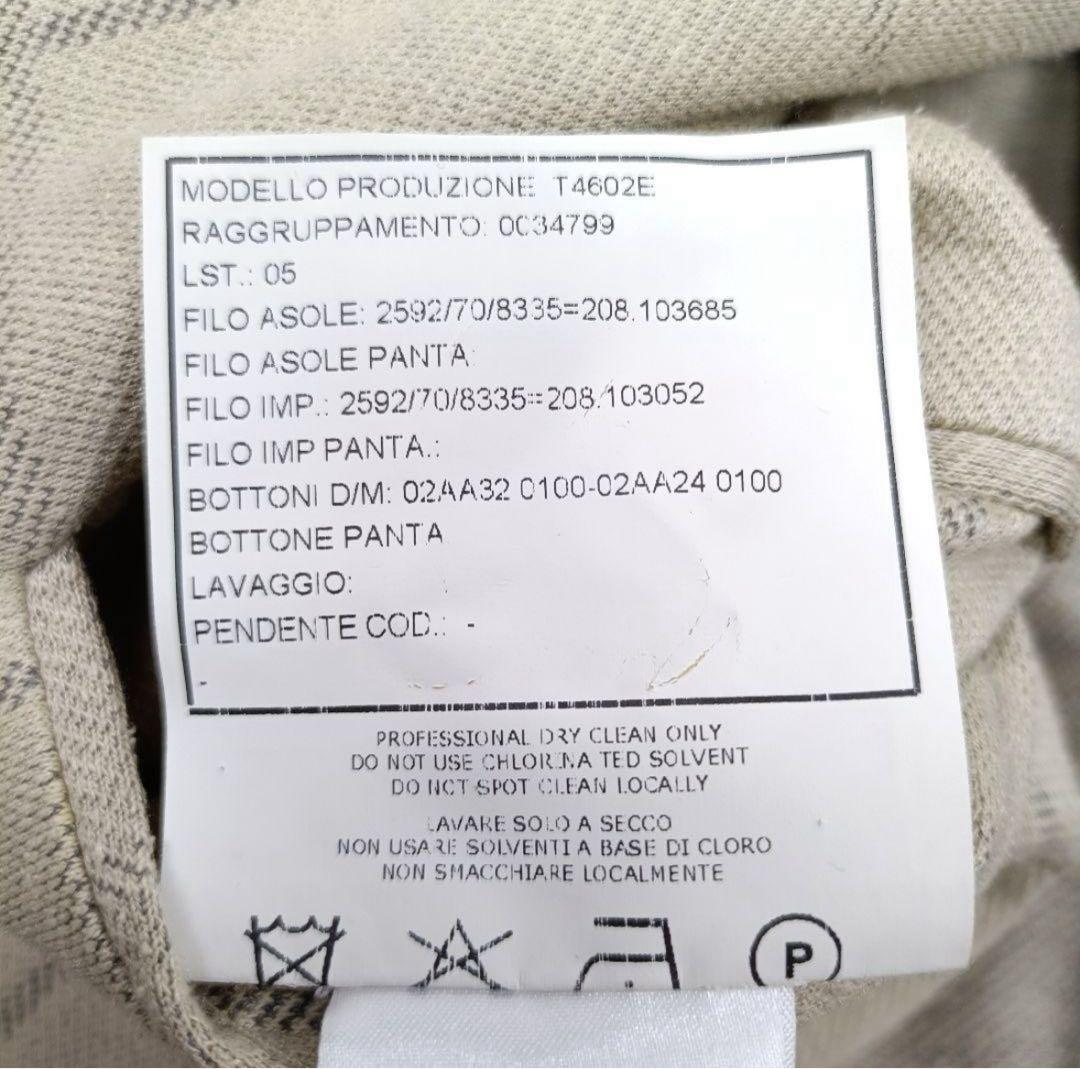 MODELLO PRODUZIONE T4602E
RAGGRUPPAMENTO: 0034799
LST.: 05
FILO ASOLE: 2592/70/8335=208.103685
FILO ASOLE PANTA
FILO IMP.: 2592/70/8335=208.103052
FILO IMP PANTA.:
BOTTONI D/M: 02AA32 0100-02AA24 0100
BOTTONE PANTA
LAVAGGIO:
PENDENTE COD.: -
-
PROFESSIONAL DRY CLEAN ONLY
DO NOT USE CHLORINA TED SOLVENT
DO NOT SPOT CLEAN LOCALLY
LAVARE SOLO A SECCO
NON USARE SOLVENTI A BASE DI CLORO
NON SMACCHIARE LOCALMENTE
P